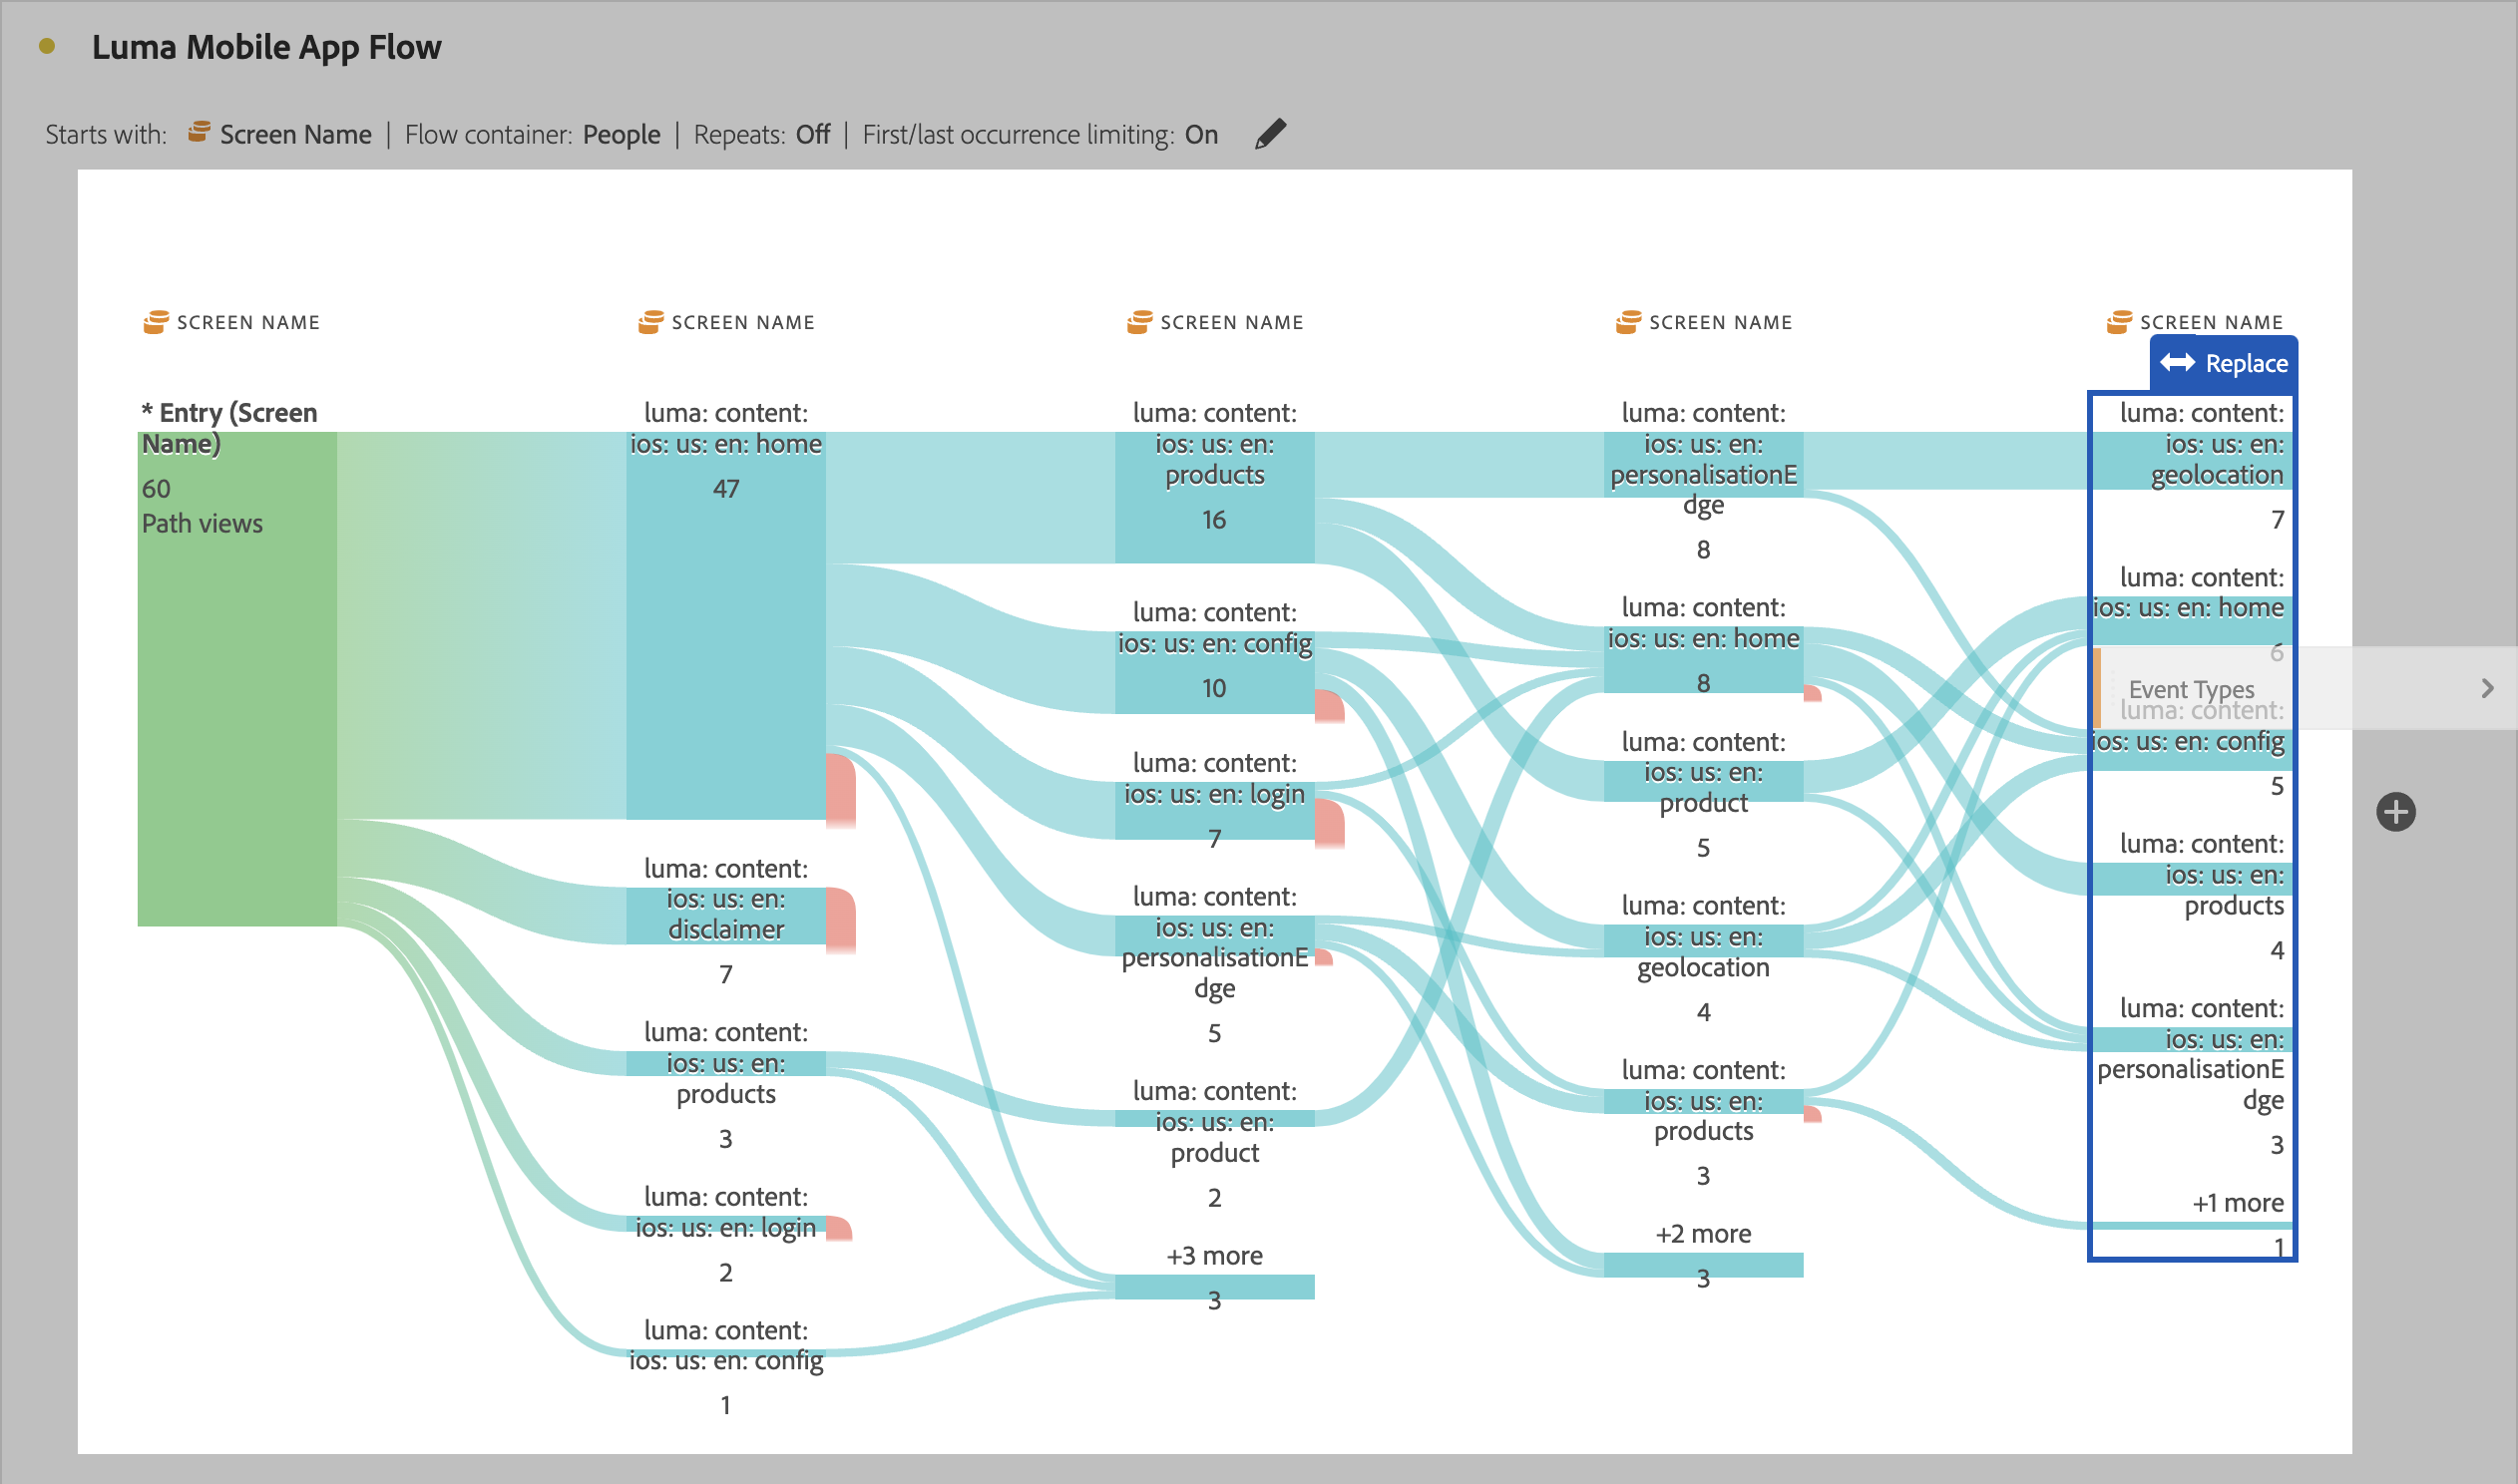 Luma Mobile App Flow
Starts with: Screen Name | Flow container: People | Repeats: Off | First/last occurrence limiting: On
SCREEN NAME
SCREEN NAME
SCREEN NAME
SCREEN NAME
SCREEN NAME
Replace
* Entry (Screen
Name)
60
Path views
luma: content:
ios: us: en: home
47
luma: content:
ios: us: en:
disclaimer
7
luma: content:
ios: us: en:
products
3
luma: content:
ios: us: en: login
2
luma: content:
ios: us: en: config
1
luma: content:
ios: us: en:
products
16
luma: content:
ios: us: en: config
10
luma: content:
ios: us: en: login
7
luma: content:
ios: us: en:
personalisationE
dge
5
luma: content:
ios: us: en:
product
2
+3 more
3
luma: content:
ios: us: en:
personalisationE
dge
8
luma: content:
ios: us: en: home
8
luma: content:
ios: us: en:
product
5
luma: content:
ios: us: en:
geolocation
4
luma: content:
ios: us: en:
products
3
+2 more
3
luma: content:
ios: us: en:
geolocation
7
luma: content:
ios: us: en: home
6
Event Types
luma: content:
ios: us: en: config
5
luma: content:
ios: us: en:
products
4
luma: content:
ios: us: en:
personalisationE
dge
3
+1 more
1